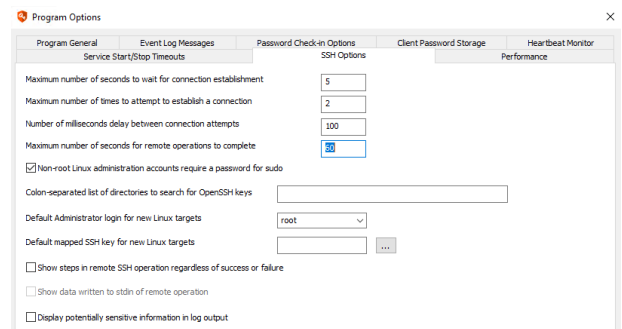 Program Options
Program General Event Log Messages Password Check-in Options Client Password Storage Heartbeat Monitor
Service Start/Stop Timeouts SSH Options Performance
Maximum number of seconds to wait for connection establishment 5
Maximum number of times to attempt to establish a connection 2
Number of milliseconds delay between connection attempts 100
Maximum number of seconds for remote operations to complete 60
Non-root Linux administration accounts require a password for sudo
Colon-separated list of directories to search for OpenSSH keys
Default Administrator login for new Linux targets root
Default mapped SSH key for new Linux targets ...
Show steps in remote SSH operation regardless of success or failure
Show data written to stdin of remote operation
Display potentially sensitive information in log output